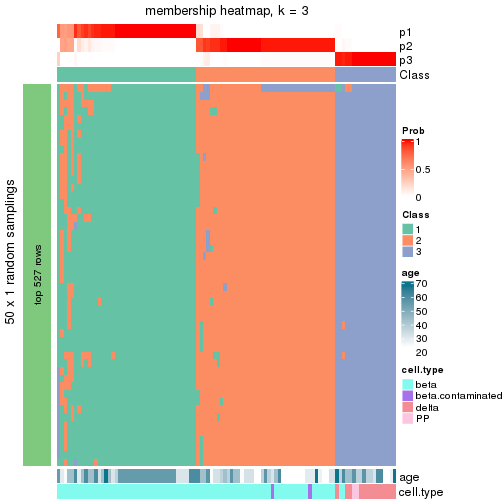 membership heatmap, k = 3
p1
p2
p3
Class
50 x 1 random samplings
top 527 rows
Prob
1
0.5
0
Class
1
2
3
age
70
60
50
40
30
20
cell.type
beta
beta.contaminated
delta
PP
age
cell.type